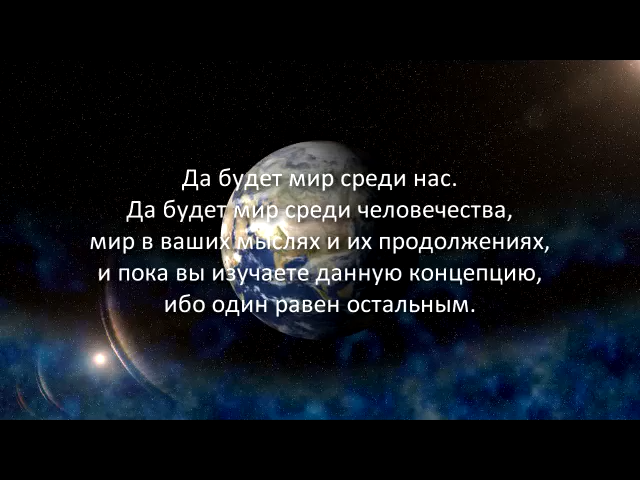 Да будет мир среди нас.
Да будет мир среди человечества,
мир в ваших мыслях и их продолжениях,
и пока вы изучаете данную концепцию,
ибо один равен остальным.